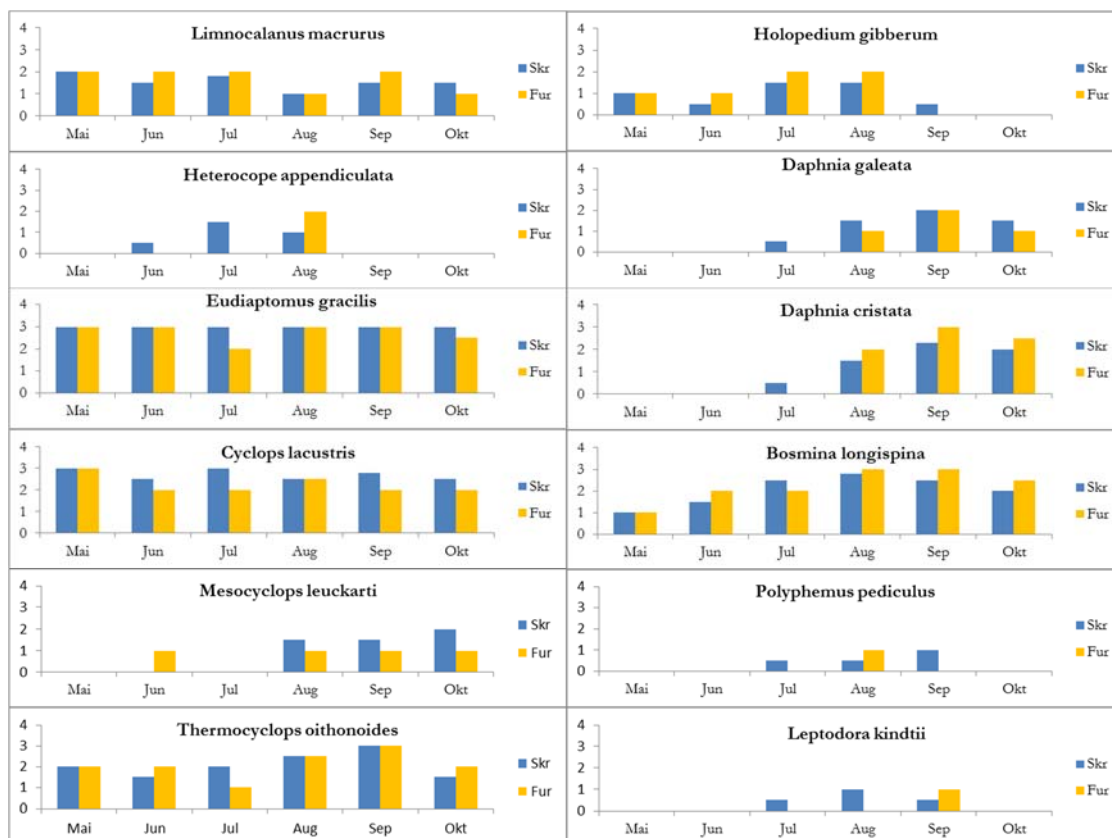 Limnocalanus macrurus
4
3
2
1
0
Mai Jun Jul Aug Sep Okt
Skr
Fur
Holopedium gibberum
4
3
2
1
0
Mai Jun Jul Aug Sep Okt
Skr
Fur
Heterocope appendiculata
4
3
2
1
0
Mai Jun Jul Aug Sep Okt
Skr
Fur
Daphnia galeata
4
3
2
1
0
Mai Jun Jul Aug Sep Okt
Skr
Fur
Eudiaptomus gracilis
4
3
2
1
0
Mai Jun Jul Aug Sep Okt
Skr
Fur
Daphnia cristata
4
3
2
1
0
Mai Jun Jul Aug Sep Okt
Skr
Fur
Cyclops lacustris
4
3
2
1
0
Mai Jun Jul Aug Sep Okt
Skr
Fur
Bosmina longispina
4
3
2
1
0
Mai Jun Jul Aug Sep Okt
Skr
Fur
Mesocyclops leuckarti
4
3
2
1
0
Mai Jun Jul Aug Sep Okt
Skr
Fur
Polyphemus pediculus
4
3
2
1
0
Mai Jun Jul Aug Sep Okt
Skr
Fur
Thermocyclops oithonoides
4
3
2
1
0
Mai Jun Jul Aug Sep Okt
Skr
Fur
Leptodora kindtii
4
3
2
1
0
Mai Jun Jul Aug Sep Okt
Skr
Fur